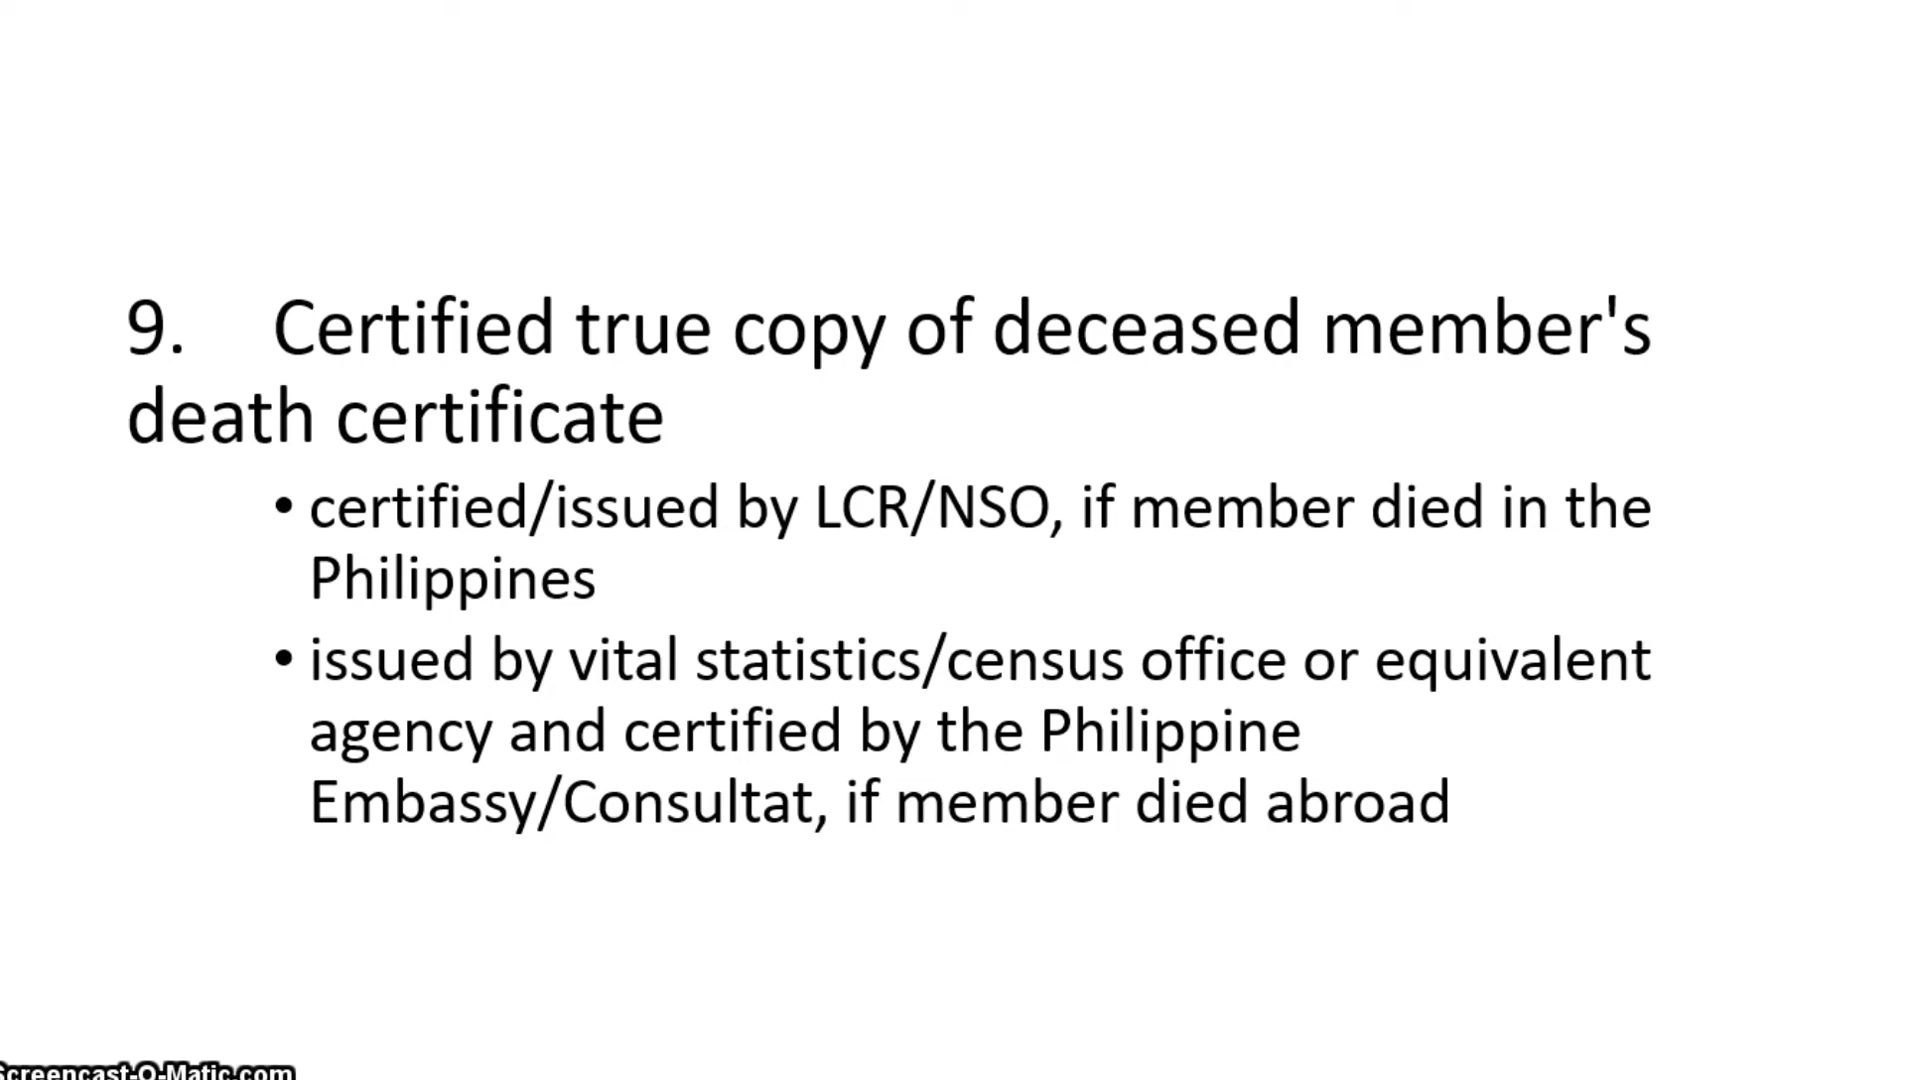 9. Certified true copy of deceased member's
death certificate
• certified/issued by LCR/NSO, if member died in the
Philippines
• issued by vital statistics/census office or equivalent
agency and certified by the Philippine
Embassy/Consultat, if member died abroad
Screencast-O-Matic.com